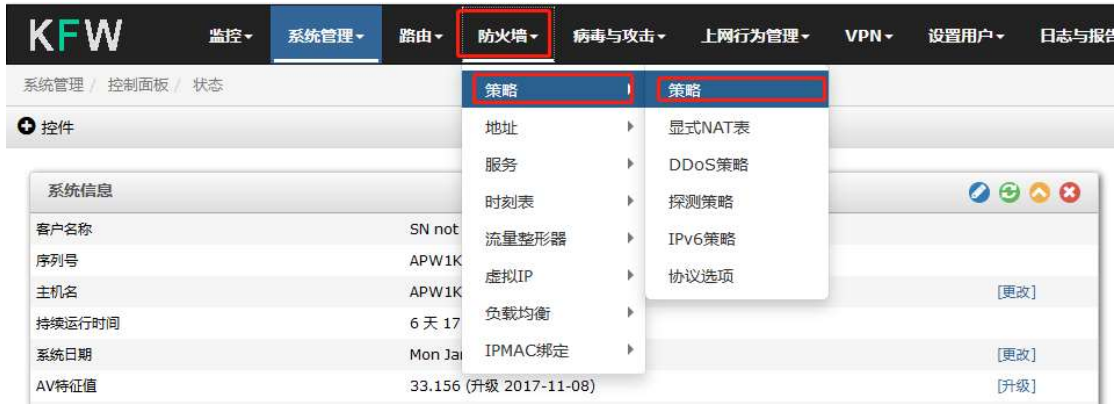 KFW 监控 系统管理 路由 防火墙 病毒与攻击 上网行为管理 VPN 设置用户 日志与报告
系统管理 / 控制面板 / 状态
策略 策略
控件
地址 显式NAT表
服务 DDoS策略
系统信息
时刻表 探测策略
客户名称 SN not
流量整形器 IPv6策略
序列号 APW1K
虚拟IP 协议选项
主机名 APW1K [更改]
负载均衡
持续运行时间 6 天 17
IPMAC绑定
系统日期 Mon Jan [更改]
AV特征值 33.156 (升级 2017-11-08) [升级]